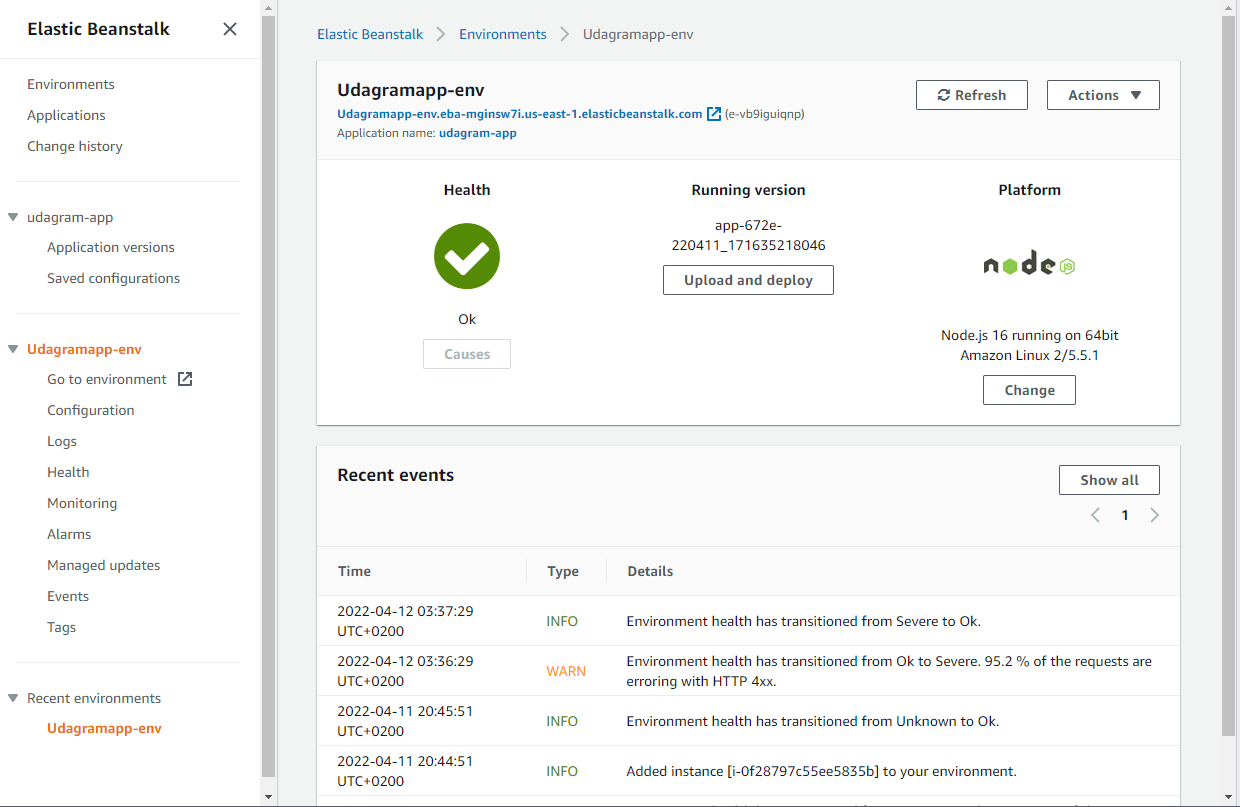 Elastic Beanstalk
Environments
Applications
Change history
udagram-app
Application versions
Saved configurations
Udagramapp-env
Go to environment
Configuration
Logs
Health
Monitoring
Alarms
Managed updates
Events
Tags
Recent environments
Udagramapp-env
Elastic Beanstalk > Environments > Udagramapp-env
Udagramapp-env
Refresh
Actions
Udagramapp-env.eba-mginsw7i.us-east-1.elasticbeanstalk.com (e-vb9iguiqnp)
Application name: udagram-app
Health
Ok
Causes
Running version
app-672e-
220411_171635218046
Upload and deploy
Platform
node JS
Node.js 16 running on 64bit
Amazon Linux 2/5.5.1
Change
Recent events
Show all
1
Time Type Details
2022-04-12 03:37:29
UTC+0200
INFO
Environment health has transitioned from Severe to Ok.
2022-04-12 03:36:29
UTC+0200
WARN
Environment health has transitioned from Ok to Severe. 95.2 % of the requests are
erroring with HTTP 4xx.
2022-04-11 20:45:51
UTC+0200
INFO
Environment health has transitioned from Unknown to Ok.
2022-04-11 20:44:51
UTC+0200
INFO
Added instance [i-0f28797c55ee5835b] to your environment.